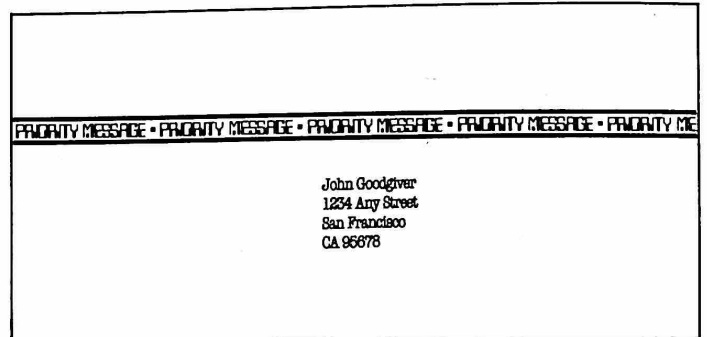 PRIORITY MESSAGE • PRIORITY MESSAGE • PRIORITY MESSAGE • PRIORITY MESSAGE • PRIORITY ME
John Goodgiver
1234 Any Street
San Francisco
CA 95678